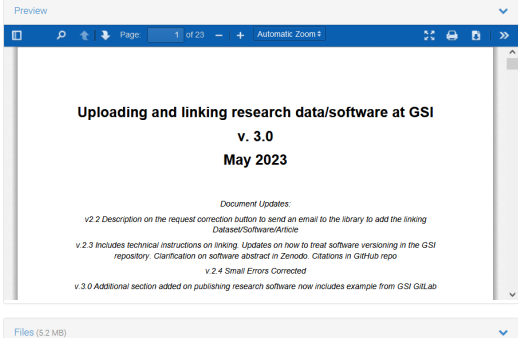 Preview
Page: 1 of 23 − + Automatic Zoom
Uploading and linking research data/software at GSI
v. 3.0
May 2023
Document Updates:
v2.2 Description on the request correction button to send an email to the library to add the linking
Dataset/Software/Article
v.2.3 Includes technical instructions on linking. Updates on how to treat software versioning in the GSI
repository. Clarification on software abstract in Zenodo. Citations in GitHub repo
v.2.4 Small Errors Corrected
v.3.0 Additional section added on publishing research software now includes example from GSI GitLab
Files (5.2 MB)